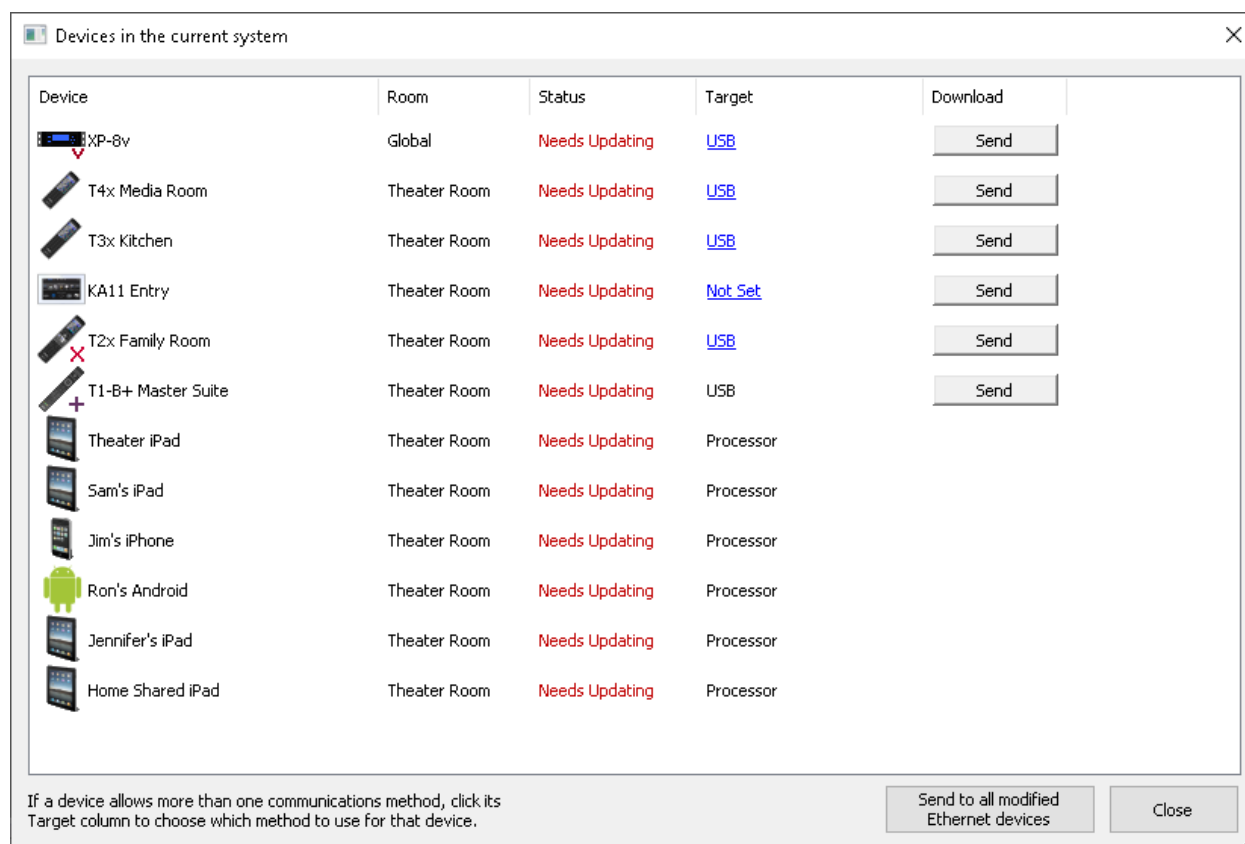 Devices in the current system
Device Room Status Target Download
XP-8v Global Needs Updating USB Send
T4x Media Room Theater Room Needs Updating USB Send
T3x Kitchen Theater Room Needs Updating USB Send
KA11 Entry Theater Room Needs Updating Not Set Send
T2x Family Room Theater Room Needs Updating USB Send
T1-B+ Master Suite Theater Room Needs Updating USB Send
Theater iPad Theater Room Needs Updating Processor
Sam's iPad Theater Room Needs Updating Processor
Jim's iPhone Theater Room Needs Updating Processor
Ron's Android Theater Room Needs Updating Processor
Jennifer's iPad Theater Room Needs Updating Processor
Home Shared iPad Theater Room Needs Updating Processor
If a device allows more than one communications method, click its
Target column to choose which method to use for that device.
Send to all modified
Ethernet devices
Close